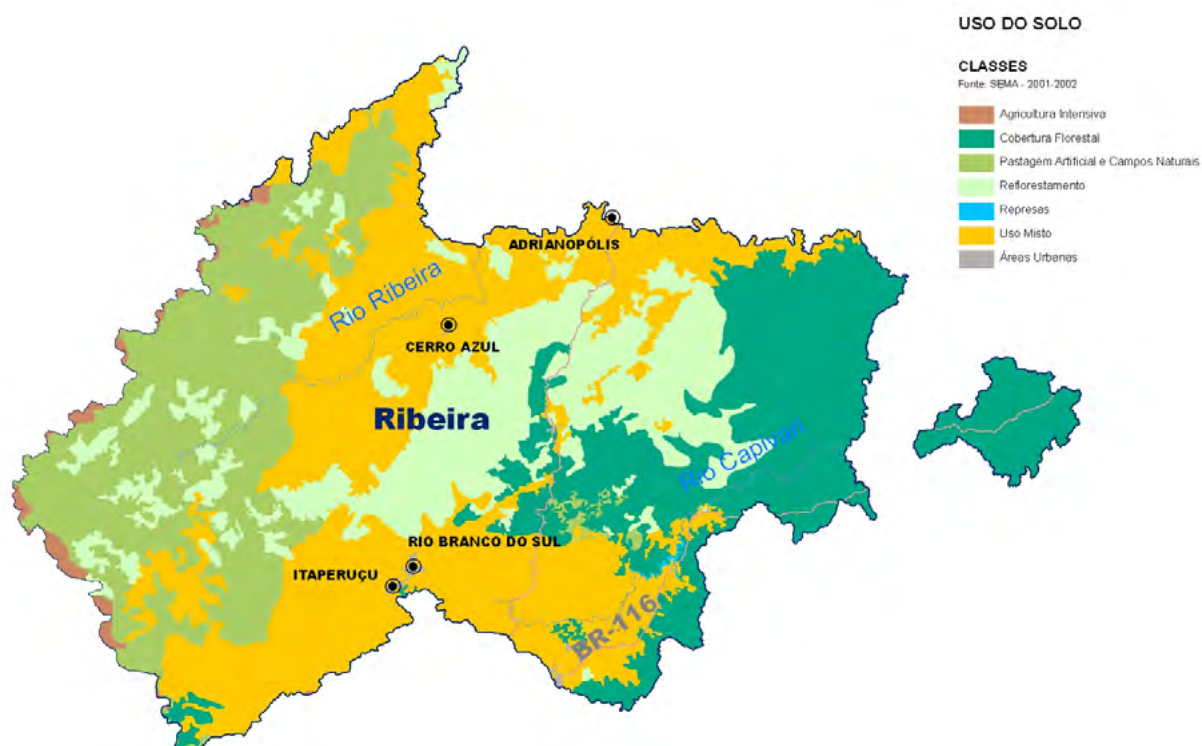 USO DO SOLO
CLASSES
Fonte: SEMA - 2001-2002
Agricultura Intensiva
Cobertura Florestal
Pastagem Artificial e Campos Naturais
Refflorestamento
Represas
Uso Misto
Áreas Urbanas
ADRIANOPÓLIS
Rio Ribeira
CERRO AZUL
Ribeira
Rio Capivari
RIO BRANCO DO SUL
ITAPERUÇU
BR-116